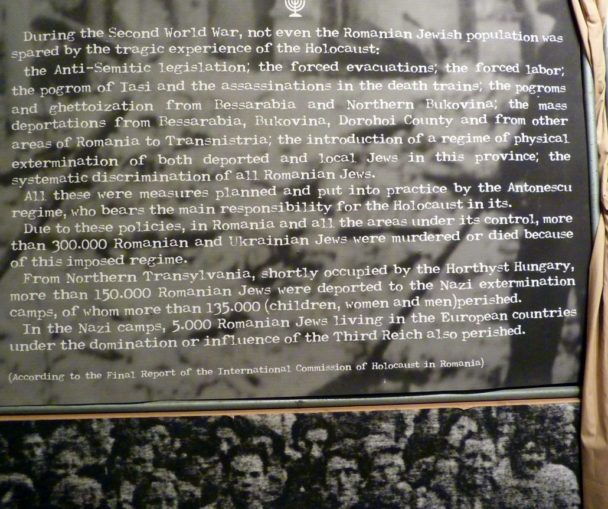 During the Second World War, not even the Romanian Jewish population was
spared by the tragic experience of the Holocaust:
the Anti-Semitic legislation; the forced evacuations; the forced labor;
the pogrom of Iasi and the assassinations in the death trains; the pogroms
and ghettoization from Bessarabia and Northern Bukovina; the mass
deportations from Bessarabia, Bukovina, Dorohoi County and from other
areas of Romania to Transnistria; the introduction of a regime of physical
extermination of both deported and local Jews in this province; the
systematic discrimination of all Romanian Jews.
All these were measures planned and put into practice by the Antonescu
regime, who bears the main responsibility for the Holocaust in its.
Due to these policies, in Romania and all the areas under its control, more
than 300.000 Romanian and Ukrainian Jews were murdered or died because
of this imposed regime.
From Northern Transylvania, shortly occupied by the Horthyst Hungary,
more than 150.000 Romanian Jews were deported to the Nazi extermination
camps, of whom more than 135.000 (children, women and men)perished.
In the Nazi camps, 5.000 Romanian Jews living in the European countries
under the domination or influence of the Third Reich also perished.
(According to the Final Report of the International Commission of Holocaust in Romania)